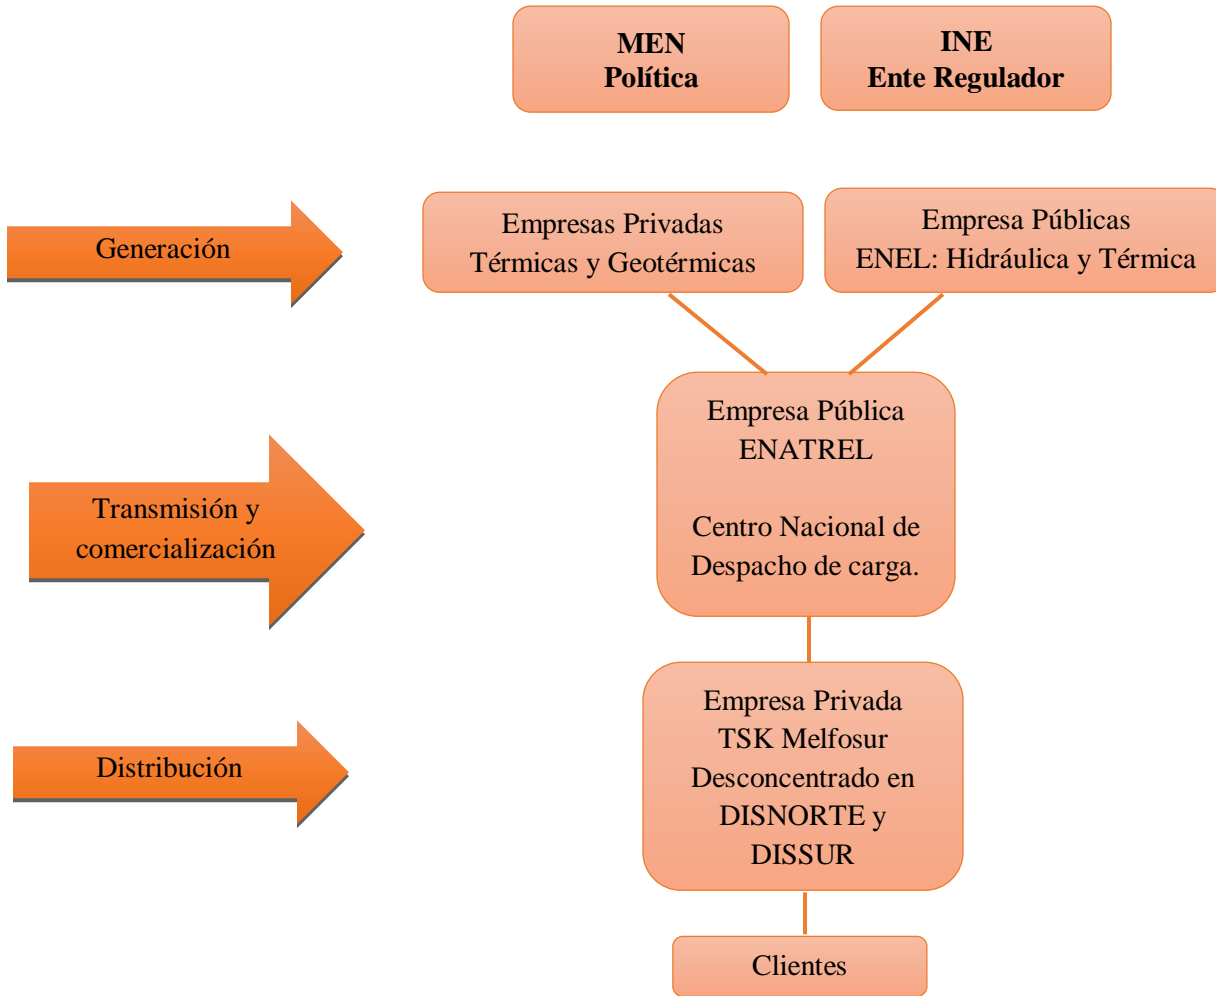 MEN
Política
INE
Ente Regulador
Generación
Empresas Privadas
Térmicas y Geotérmicas
Empresa Públicas
ENEL: Hidráulica y Térmica
Transmisión y
comercialización
Empresa Pública
ENATREL
Centro Nacional de
Despacho de carga.
Distribución
Empresa Privada
TSK Melfosur
Desconcentrado en
DISNORTE y
DISSUR
Clientes